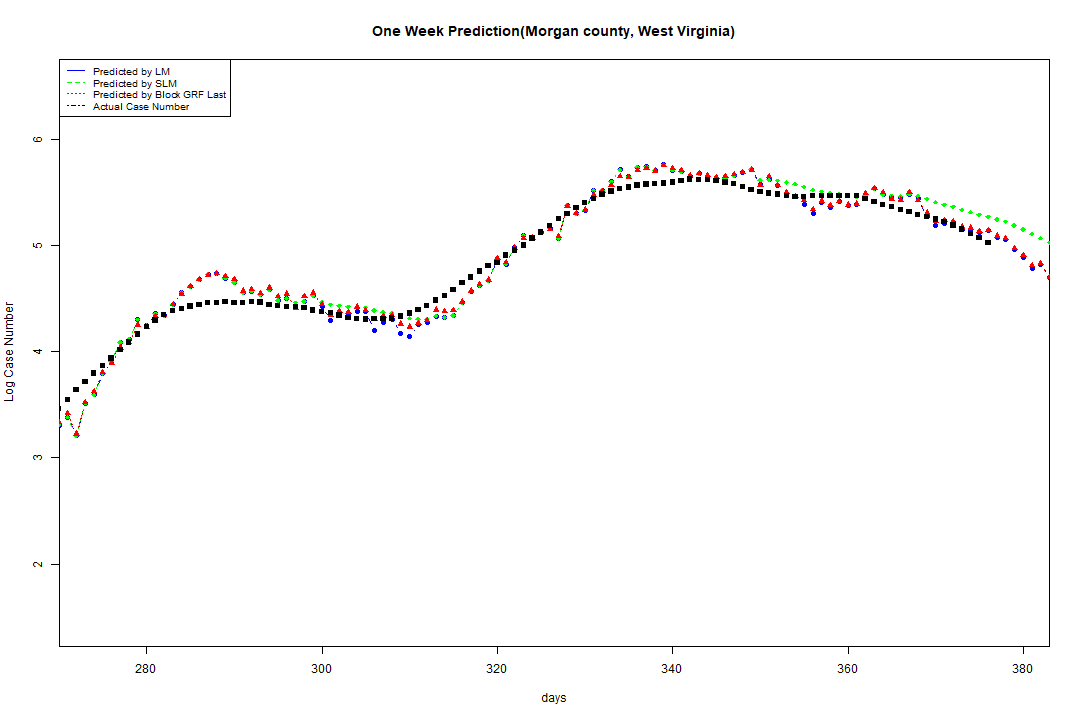 One Week Prediction(Morgan county, West Virginia)
Predicted by LM
Predicted by SLM
Predicted by Block GRF Last
Actual Case Number
6
5
4
3
2
Log Case Number
280 300 320 340 360 380
days